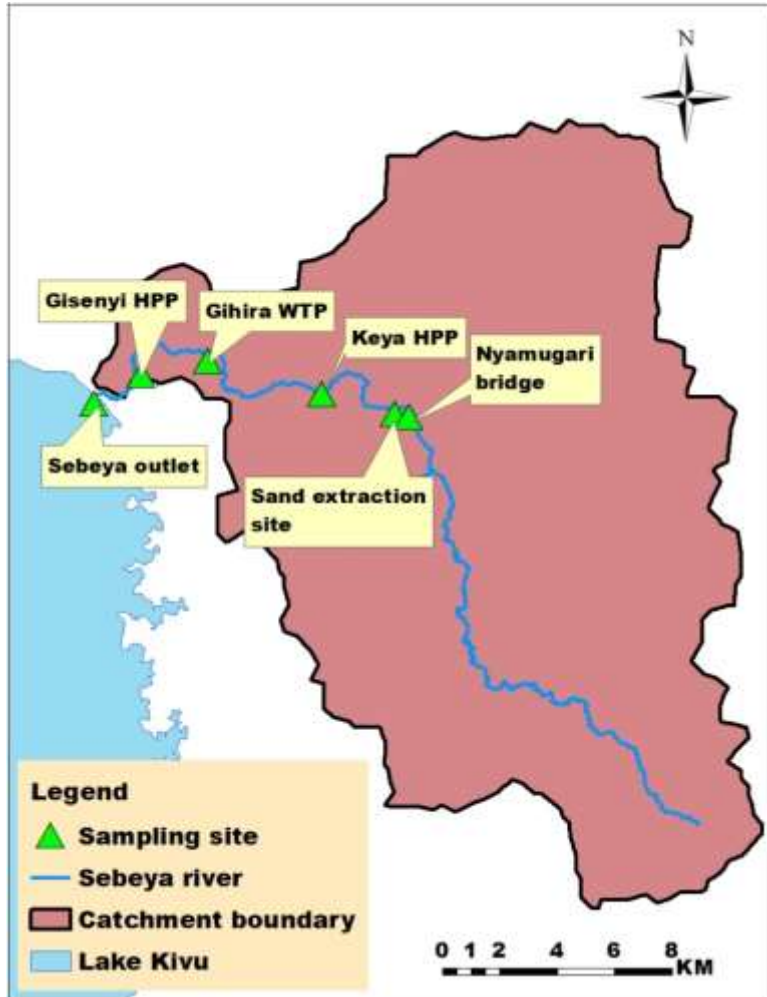 N
Gisenyi HPP
Gihira WTP
Keya HPP
Nyamugari
bridge
Sebeya outlet
Sand extraction
site
Legend
Sampling site
Sebeya river
Catchment boundary
Lake Kivu
0 1 2 4 6 8
KM